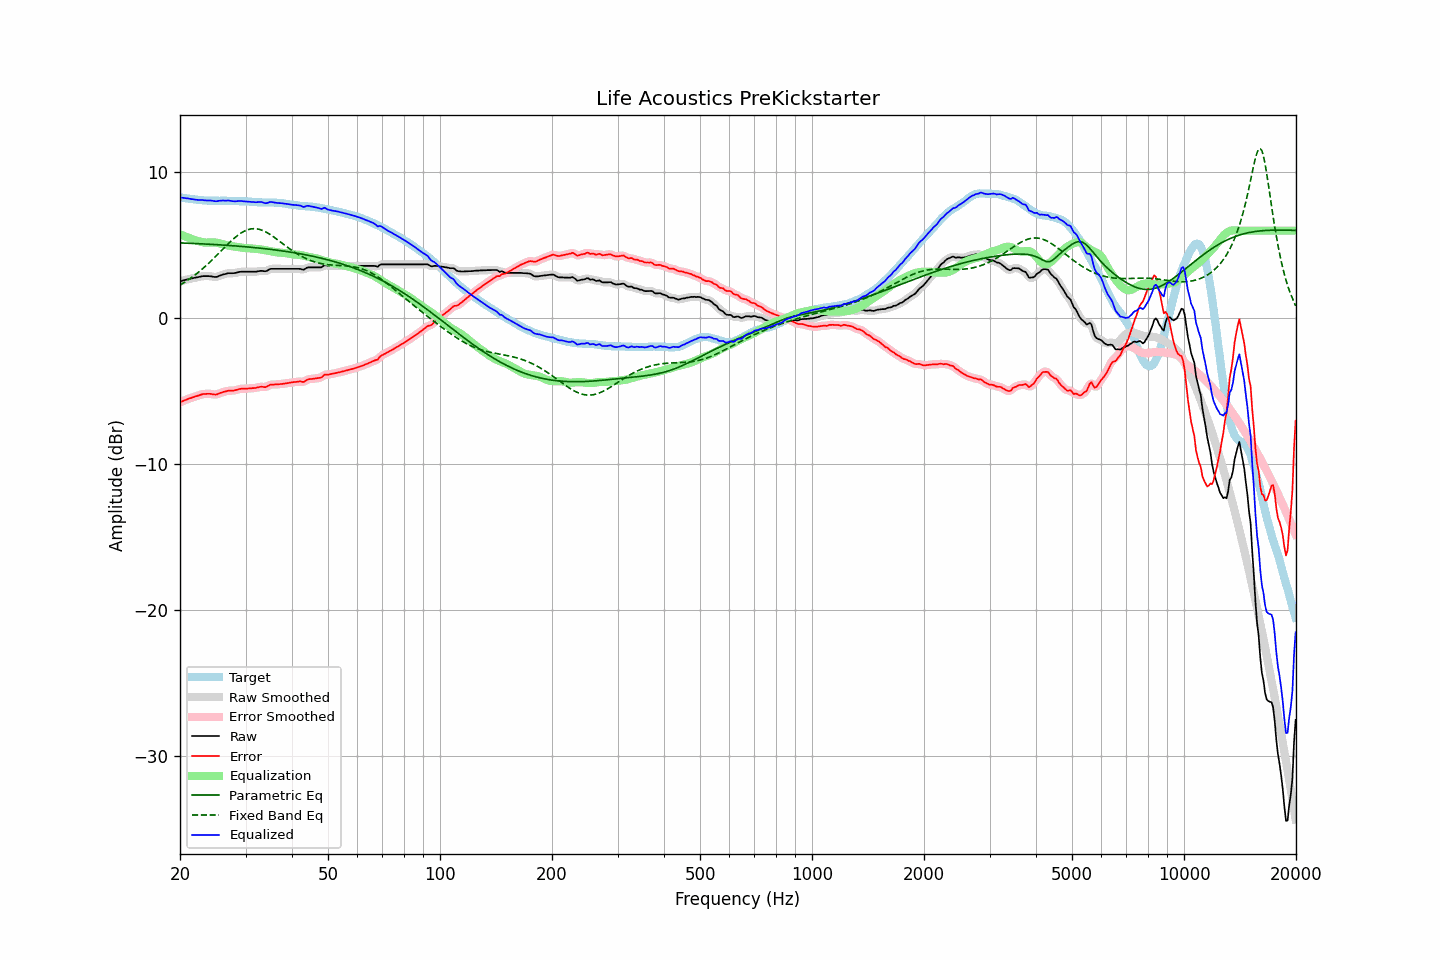 Life Acoustics PreKickstarter
Amplitude (dBr)
10
0
−10
−20
−30
Target
Raw Smoothed
Error Smoothed
Raw
Error
Equalization
Parametric Eq
Fixed Band Eq
Equalized
20 50 100 200 500 1000 2000 5000 10000 20000
Frequency (Hz)